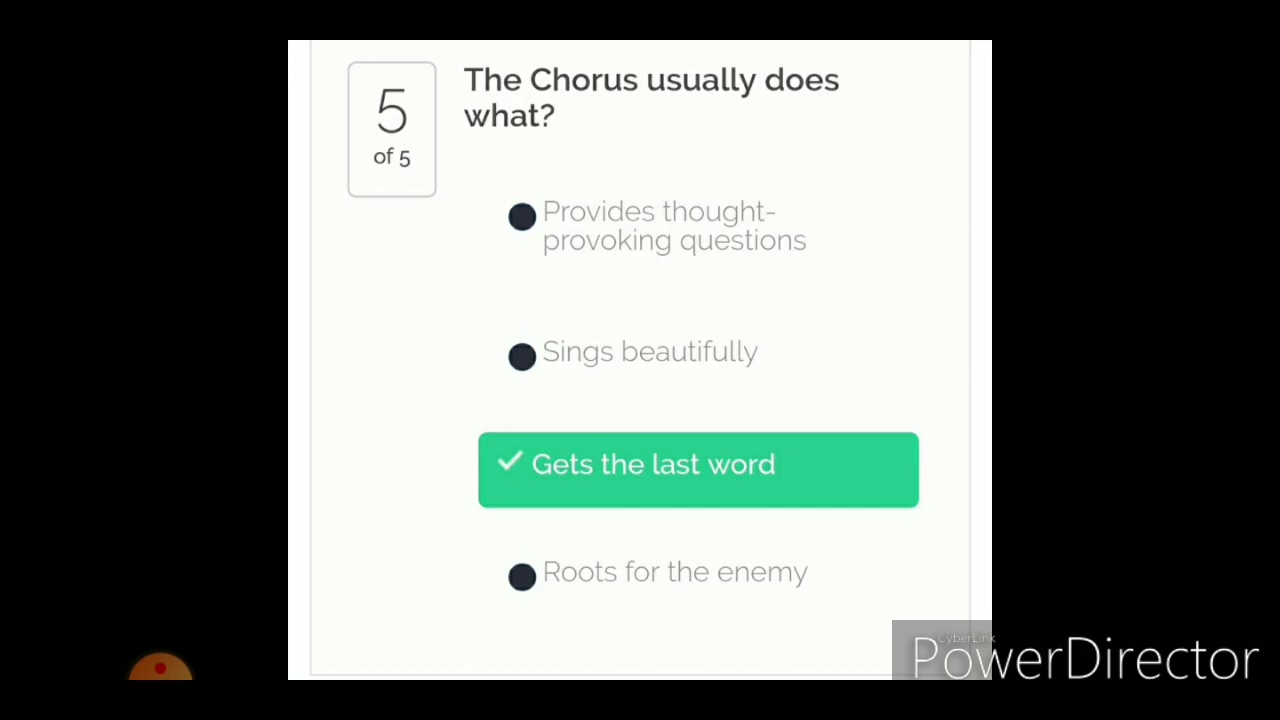 5
of 5
The Chorus usually does
what?
Provides thought-
provoking questions
Sings beautifully
Gets the last word
Roots for the enemy
CyberLink
PowerDirector